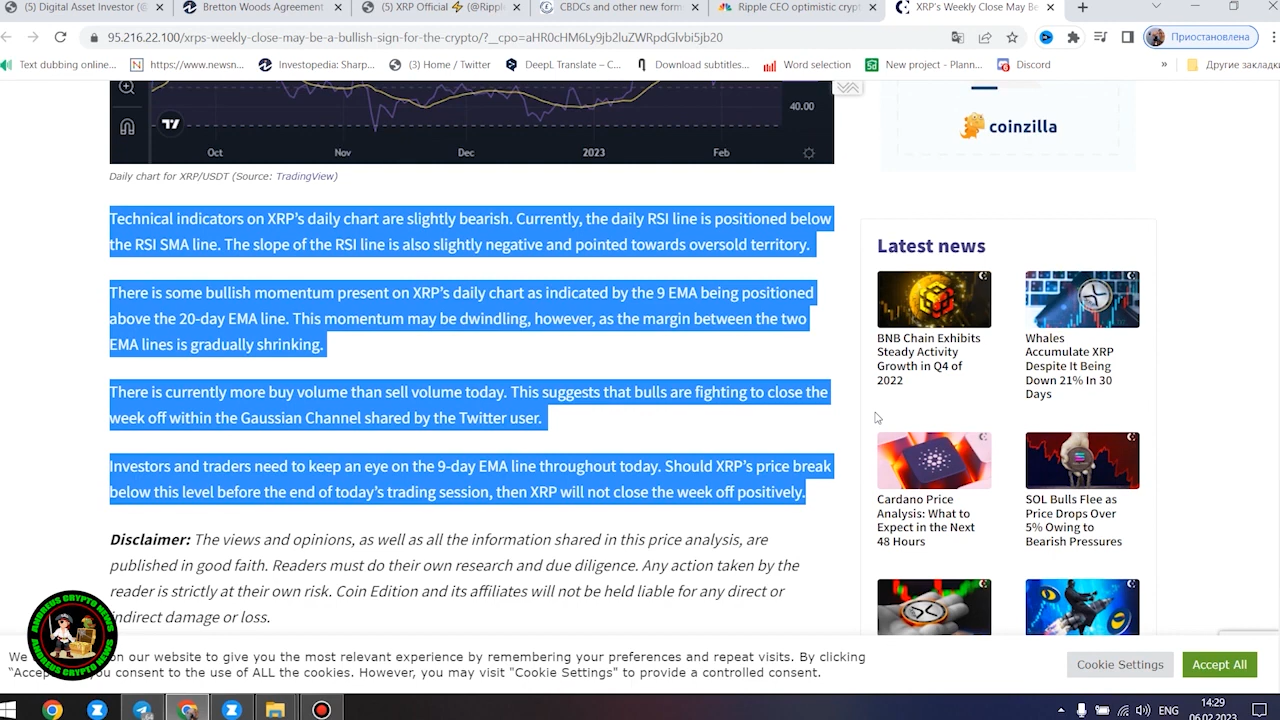 (5) Digital Asset Investor (@
Bretton Woods Agreement
(5) XRP Official ⚡ (@Rippl
CBDCs and other new form
Ripple CEO optimistic crypt
XRP's Weekly Close May Be
95.216.22.100/xrps-weekly-close-may-be-a-bullish-sign-for-the-crypto/?__cpo=aHR0cHM6Ly9jb2luZWRpdGlvbi5jb20
Приостановлена
Text dubbing online...
https://www.newsn...
Investopedia: Sharp...
(3) Home / Twitter
DeepL Translate – C...
Download subtitles...
Word selection
New project - Plann...
Discord
»
Другие закладки
40.00
Oct Nov Dec 2023 Feb
Daily chart for XRP/USDT (Source: TradingView)
Technical indicators on XRP's daily chart are slightly bearish. Currently, the daily RSI line is positioned below
the RSI SMA line. The slope of the RSI line is also slightly negative and pointed towards oversold territory.
There is some bullish momentum present on XRP's daily chart as indicated by the 9 EMA being positioned
above the 20-day EMA line. This momentum may be dwindling, however, as the margin between the two
EMA lines is gradually shrinking.
There is currently more buy volume than sell volume today. This suggests that bulls are fighting to close the
week off within the Gaussian Channel shared by the Twitter user.
Investors and traders need to keep an eye on the 9-day EMA line throughout today. Should XRP's price break
below this level before the end of today's trading session, then XRP will not close the week off positively.
Disclaimer: The views and opinions, as well as all the information shared in this price analysis, are
published in good faith. Readers must do their own research and due diligence. Any action taken by the
reader is strictly at their own risk. Coin Edition and its affiliates will not be held liable for any direct or
indirect damage or loss.
coinzilla
Latest news
BNB Chain Exhibits
Steady Activity
Growth in Q4 of
2022
Whales
Accumulate XRP
Despite It Being
Down 21% In 30
Days
Cardano Price
Analysis: What to
Expect in the Next
48 Hours
SOL Bulls Flee as
Price Drops Over
5% Owing to
Bearish Pressures
ANDREUS CRYPTO NEWS
ANDREUS CRYPTO NEWS
We on our website to give you the most relevant experience by remembering your preferences and repeat visits. By clicking
"Accep you consent to the use of ALL the cookies. However, you may visit "Cookie Settings" to provide a controlled consent.
Cookie Settings
Accept All
ENG
14:29
06.02.2023